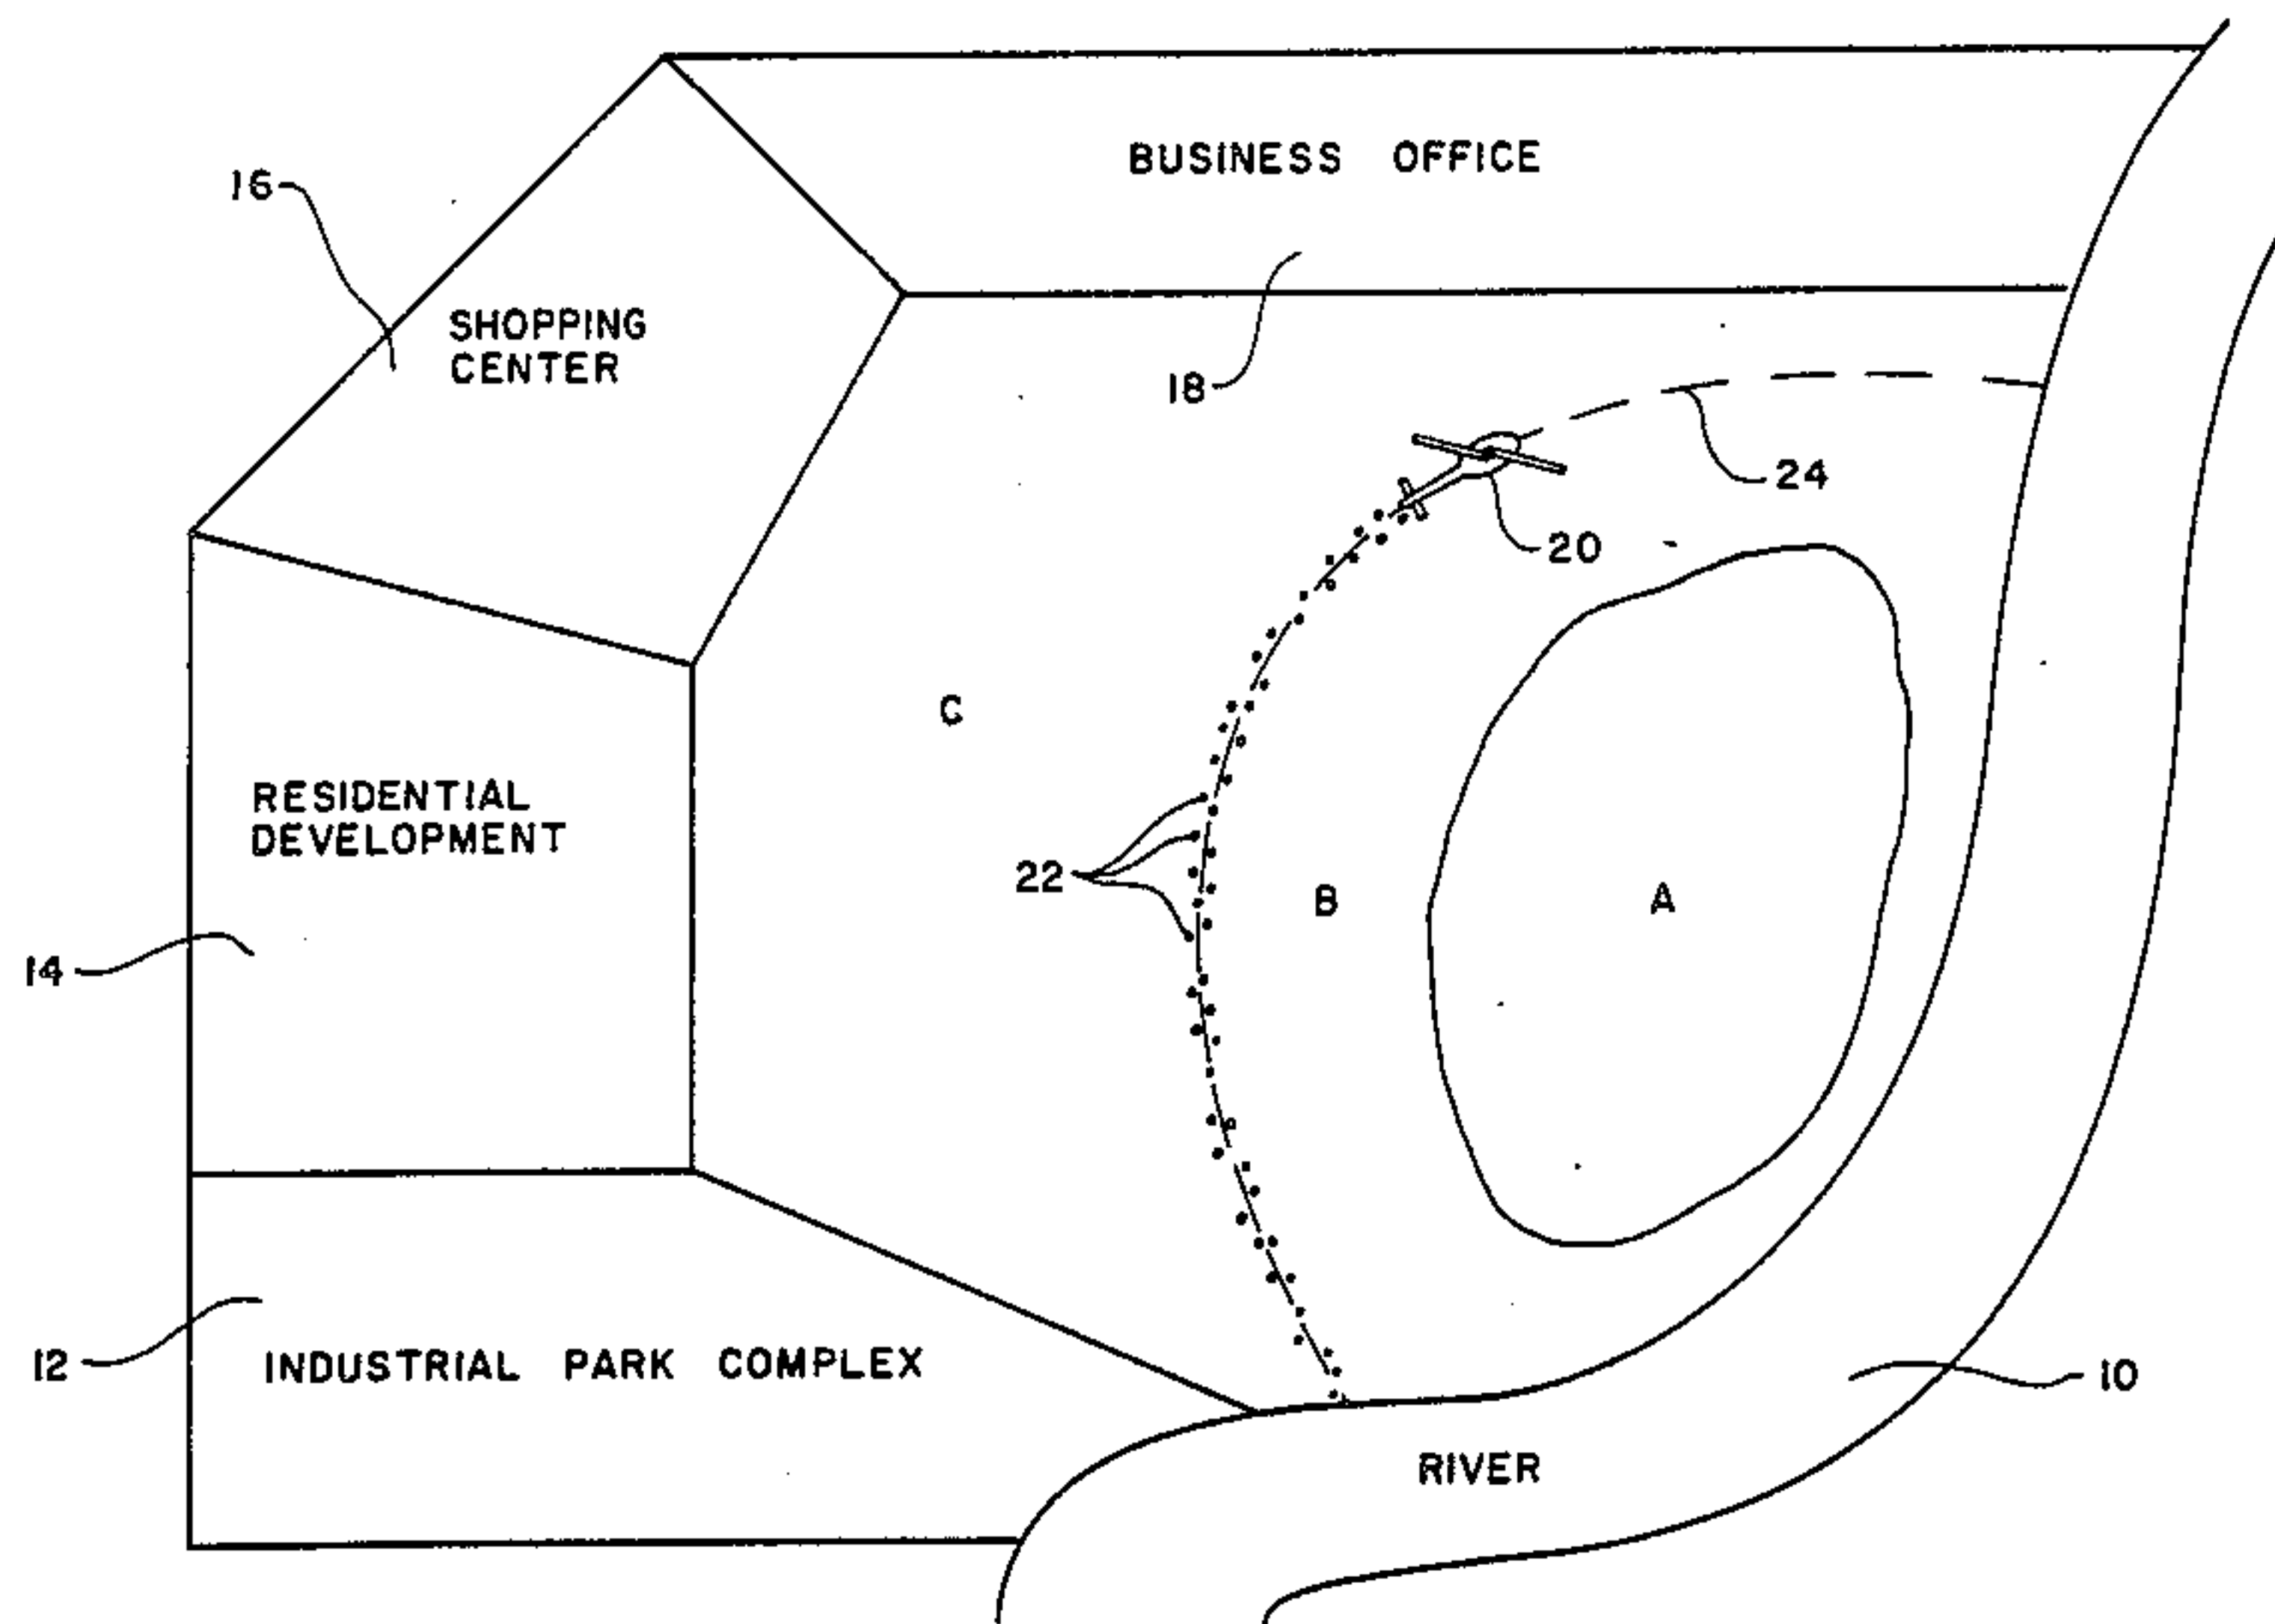 BUSINESS OFFICE
16
SHOPPING
CENTER
18
24
20
C
RESIDENTIAL
DEVELOPMENT
22
B
A
14
12
INDUSTRIAL PARK COMPLEX
10
RIVER